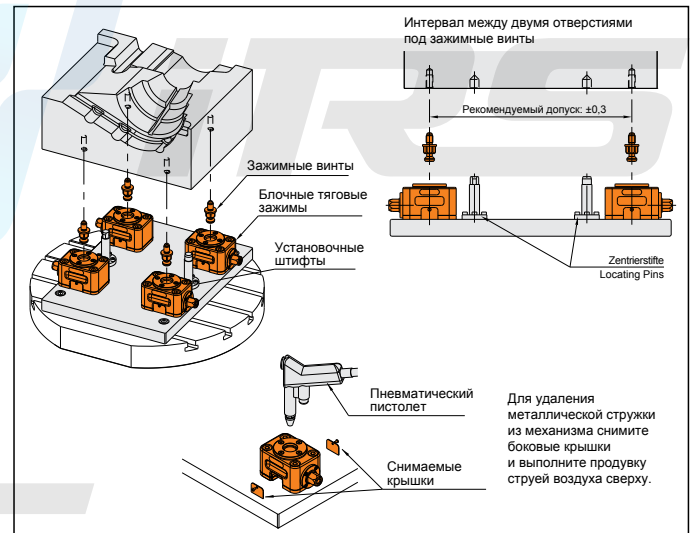 HRS
Интервал между двумя отверстиями
под зажимные винты
Рекомендуемый допуск: ±0,3
Зажимные винты
Блочные тяговые
зажимы
Установочные
штифты
Zentrierstifte
Locating Pins
Пневматический
пистолет
Для удаления
металлической стружки
из механизма снимите
боковые крышки
и выполните продувку
струей воздуха сверху.
Снимаемые
крышки